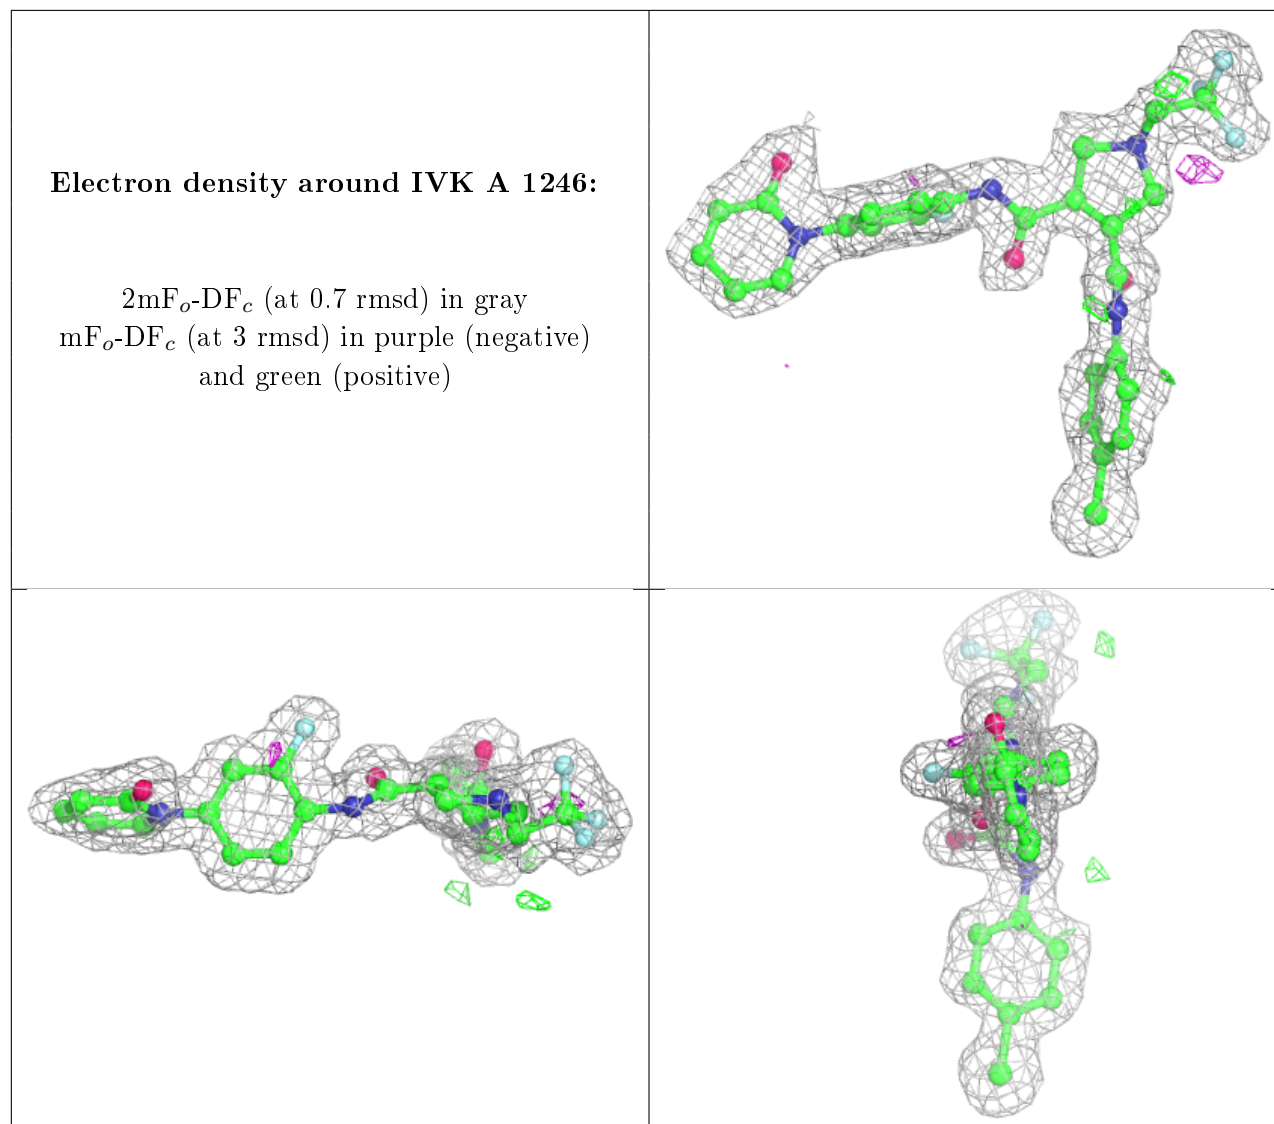 Electron density around IVK A 1246:
2mFo-DFc (at 0.7 rmsd) in gray
mFo-DFc (at 3 rmsd) in purple (negative)
and green (positive)